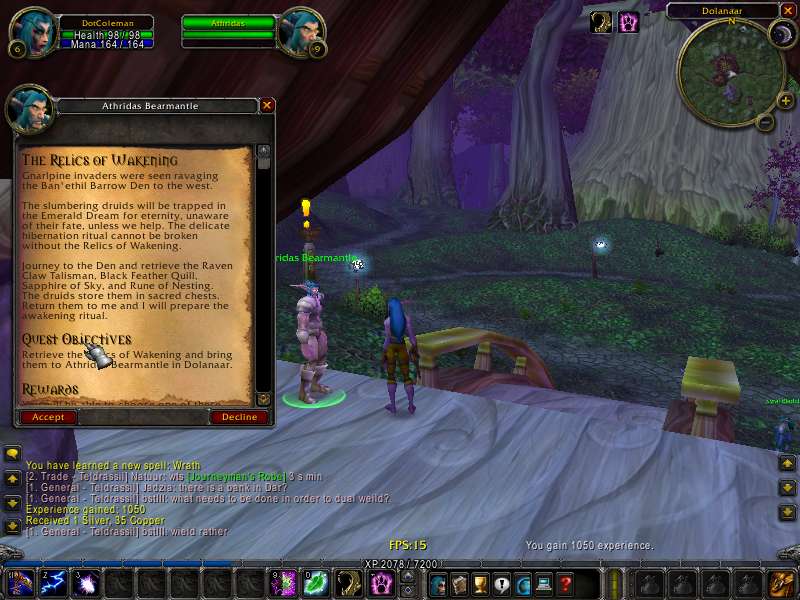 DotColeman
Health 98 / 98
Mana 164 / 164
6
Athridas
9
Dolanaar
N
Athridas Bearmantle
The Relics of Wakening
Gnarlpine invaders were seen ravaging
the Ban'ethil Barrow Den to the west.
The slumbering druids will be trapped in
the Emerald Dream for eternity, unaware
of their fate, unless we help. The delicate
hibernation ritual cannot be broken
without the Relics of Wakening.
Journey to the Den and retrieve the Raven
Claw Talisman, Black Feather Quill,
Sapphire of Sky, and Rune of Nesting.
The druids store them in sacred chests.
Return them to me and I will prepare the
awakening ritual.
Quest Objectives
Retrieve the of Wakening and bring
them to Athridas Bearmantle in Dolanaar.
Rewards
Accept
Decline
ridas Bearmantle
You have learned a new spell: Wrath
[2. Trade - Teldrassil] Natuur: wts [Journeyman's Robe] 3 s min
[1. General - Teldrassil] Jadzia: there is a bank in Dar?
[1. General - Teldrassil] bstlll: what needs to be done in order to dual weild?
Experience gained: 1050
Received 1 Silver, 35 Copper
[1. General - Teldrassil] bstlll: wield rather
FPS:15
You gain 1050 experience.
XP 2078 / 7200